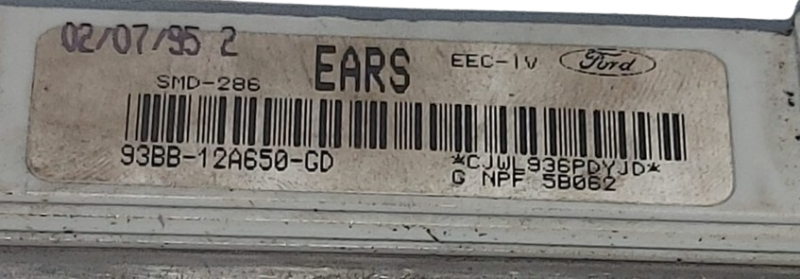 02/07/95 2
EARS EEC-IV Ford
SMD-286
93BB-12A650-GD *CJWL936PDYJD*
G NPF 5B062